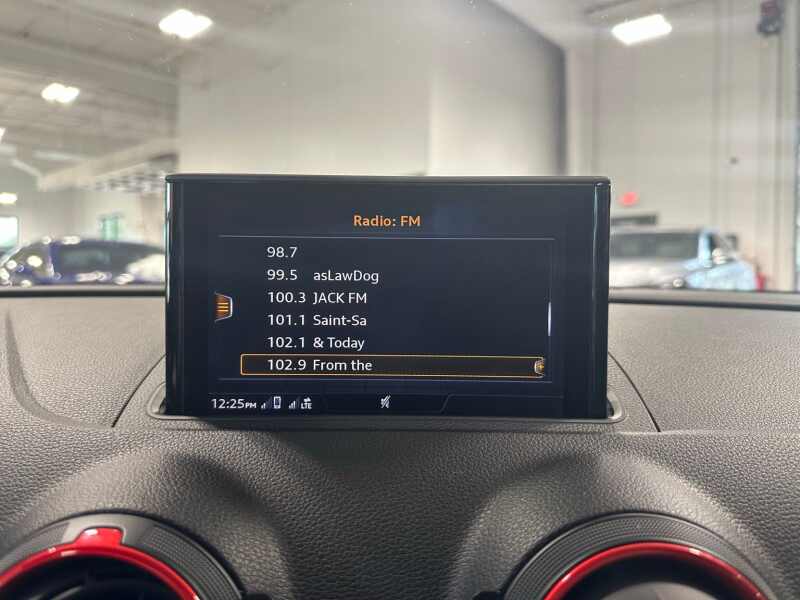 Radio: FM
98.7
99.5 asLawDog
100.3 JACK FM
101.1 Saint-Sa
102.1 & Today
102.9 From the
12:25PM LTE